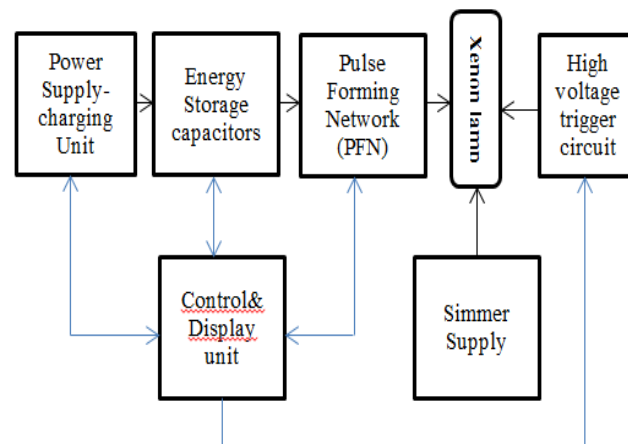 Power
Supply-
charging
Unit
Energy
Storage
capacitors
Pulse
Forming
Network
(PFN)
Xenon lamp
High
voltage
trigger
circuit
Control&
Display
unit
Simmer
Supply